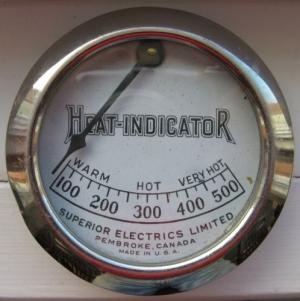 HEAT-INDICATOR
WARM HOT VERY HOT
100 200 300 400 500
SUPERIOR ELECTRICS LIMITED
PEMBROKE, CANADA
MADE IN U.S.A.